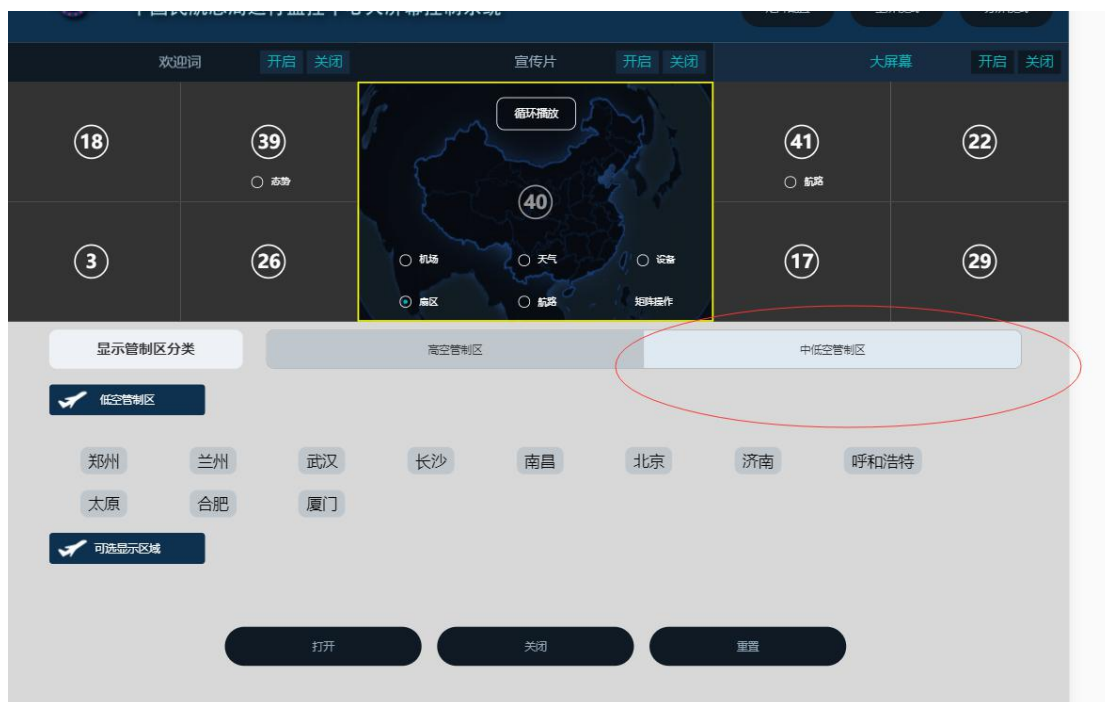 欢迎词 开启 关闭 宣传片 开启 关闭 大屏幕 开启 关闭
循环播放
18 39 41 22
态势 航路
40
3 26 机场 天气 设备 17 29
扇区 航路 矩阵操作
显示管制区分类 高空管制区 中低空管制区
低空管制区
郑州 兰州 武汉 长沙 南昌 北京 济南 呼和浩特
太原 合肥 厦门
可选显示区域
打开 关闭 重置